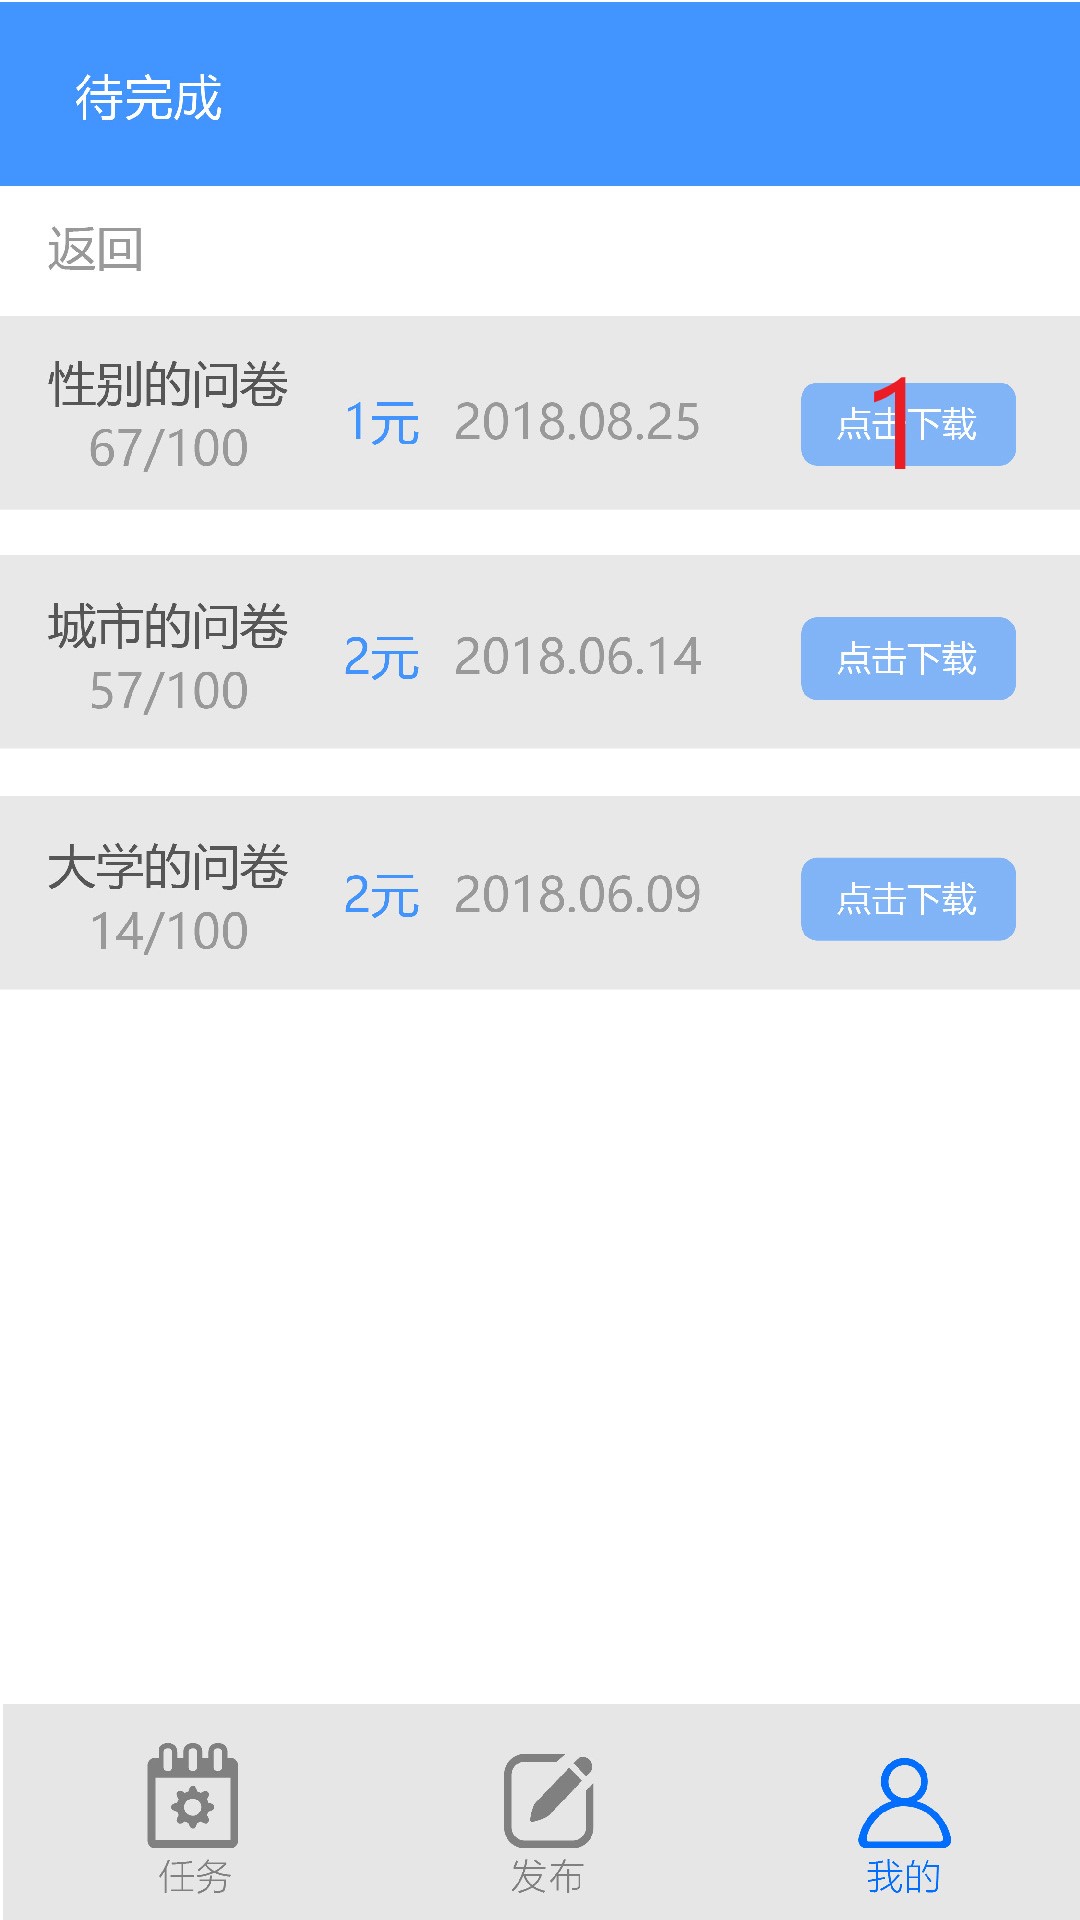 待完成
返回
性别的问卷
67/100
1元 2018.08.25
点击下载
1
城市的问卷
57/100
2元 2018.06.14
点击下载
大学的问卷
14/100
2元 2018.06.09
点击下载
任务 发布 我的